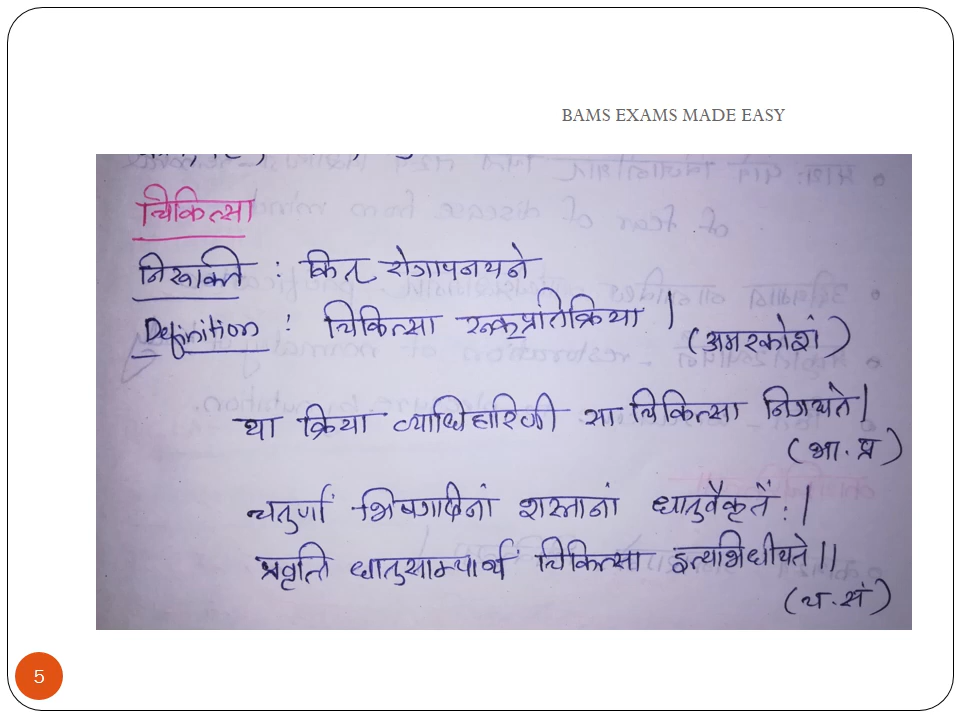 BAMS EXAMS MADE EASY
चिकित्सा
निरुक्ति : कित् रोगापनयने
Definition : चिकित्सा रुक्प्रतिक्रिया |
(अमरकोशं)
या क्रिया व्याधिहारिणी सा चिकित्सा निगद्यते|
(भा. प्र)
चतुर्णां भिषगादीनां शस्तानां धातुवैकृतैः|
प्रवृति धातुसाम्यार्थं चिकित्सा इत्यभिधीयते||
(च. सं)
5